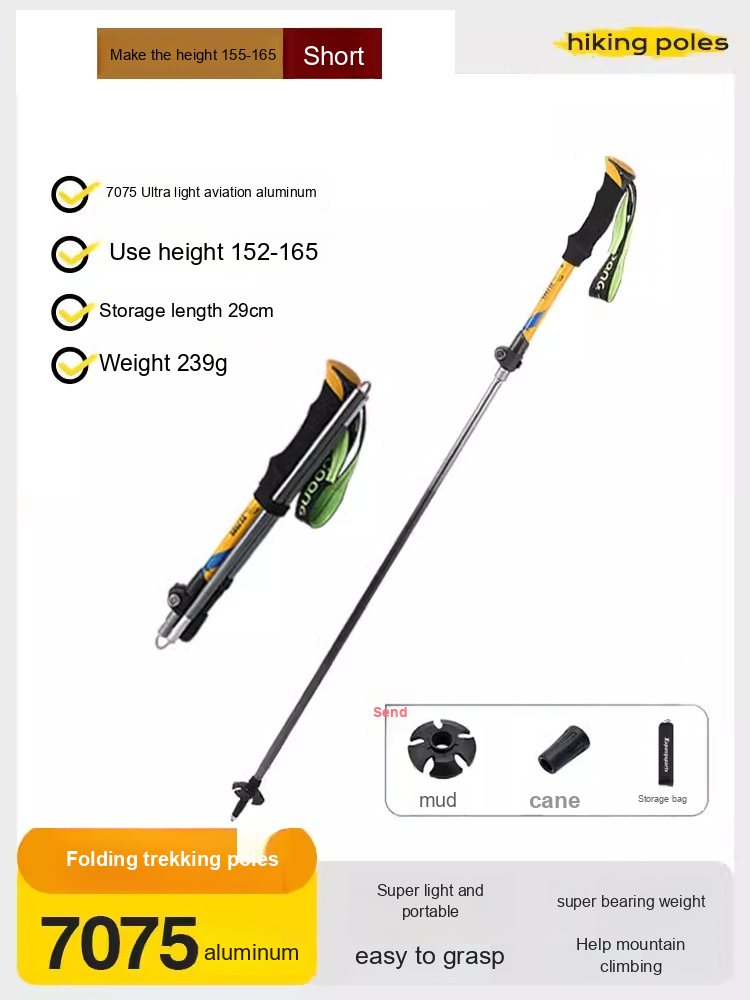 Make the height 155-165
Short
hiking poles
7075 Ultra light aviation aluminum
Use height 152-165
Storage length 29cm
Weight 239g
Send
mud
cane
Storage bag
Folding trekking poles
7075 aluminum
Super light and
portable
easy to grasp
super bearing weight
Help mountain
climbing